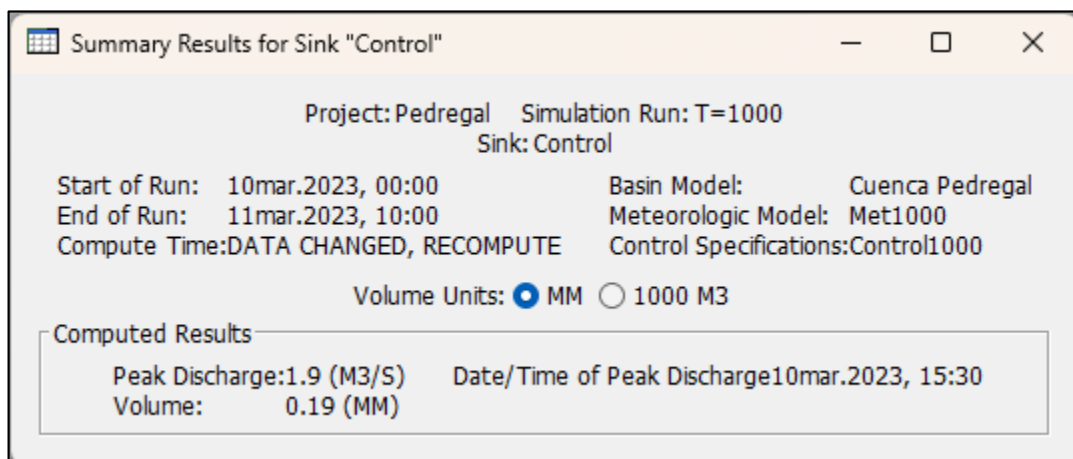 Summary Results for Sink "Control"
Project: Pedregal Simulation Run: T=1000
Sink: Control
Start of Run: 10mar.2023, 00:00 Basin Model: Cuenca Pedregal
End of Run: 11mar.2023, 10:00 Meteorologic Model: Met1000
Compute Time:DATA CHANGED, RECOMPUTE Control Specifications:Control1000
Volume Units: MM 1000 M3
Computed Results
Peak Discharge:1.9 (M3/S) Date/Time of Peak Discharge10mar.2023, 15:30
Volume: 0.19 (MM)